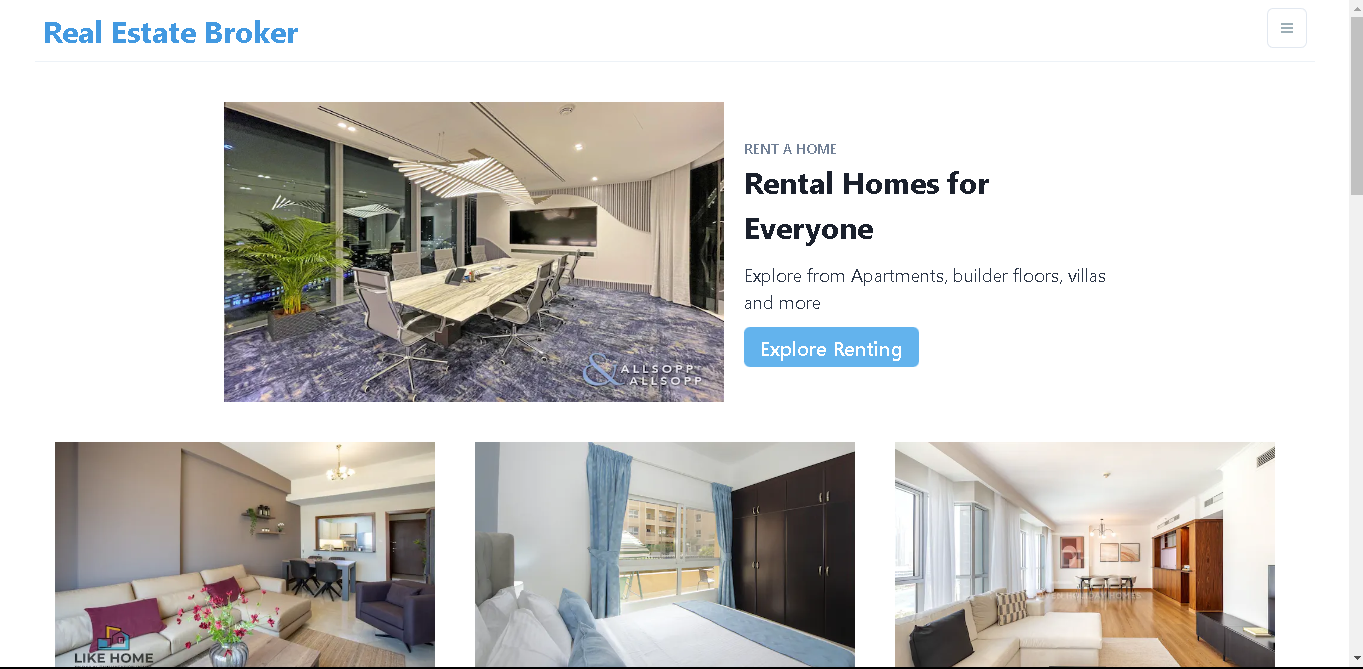 Real Estate Broker
RENT A HOME
Rental Homes for
Everyone
Explore from Apartments, builder floors, villas
and more
Explore Renting
ALLSOPP
& ALLSOPP
LIKE HOME